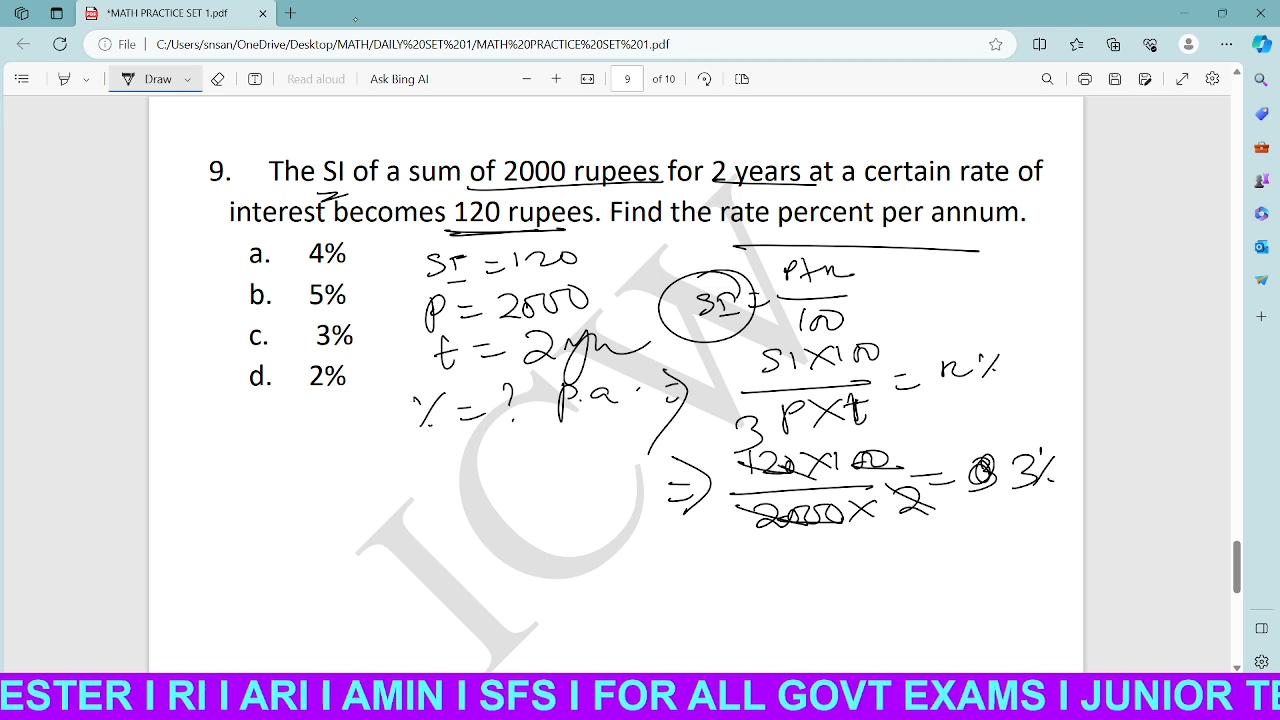 *MATH PRACTICE SET 1.pdf
File C:/Users/snsan/OneDrive/Desktop/MATH/DAILY%20SET%201/MATH%20PRACTICE%20SET%201.pdf
Draw Read aloud Ask Bing AI 9 of 10
9. The SI of a sum of 2000 rupees for 2 years at a certain rate of
interest becomes 120 rupees. Find the rate percent per annum.
a. 4%
b. 5%
c. 3%
d. 2%
SI = 120
P = 2000
t = 2yr
% = ? p.a.
SI = ptr/100
=> SI×100/P×t = r%
3
=> 120×100/2000×2 = 3%
ICW
ESTER I RI I ARI I AMIN I SFS I FOR ALL GOVT EXAMS I JUNIOR TE